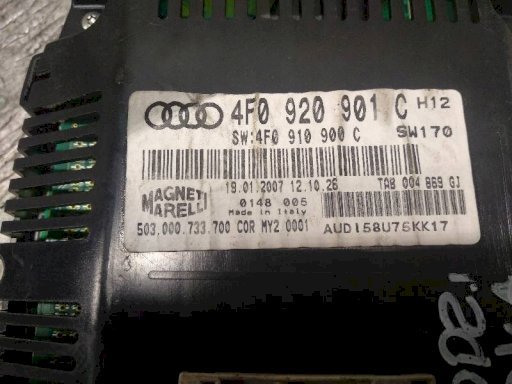 4F0 920 901 C H12
SW:4F0 910 900 C SW170
19.01.2007 12.10.26 TAB 004 869 GJ
MAGNETI
MARELLI
0148 005
Made in Italy
503.000.733.700 COR MY2 0001
AUDI58U75KK17